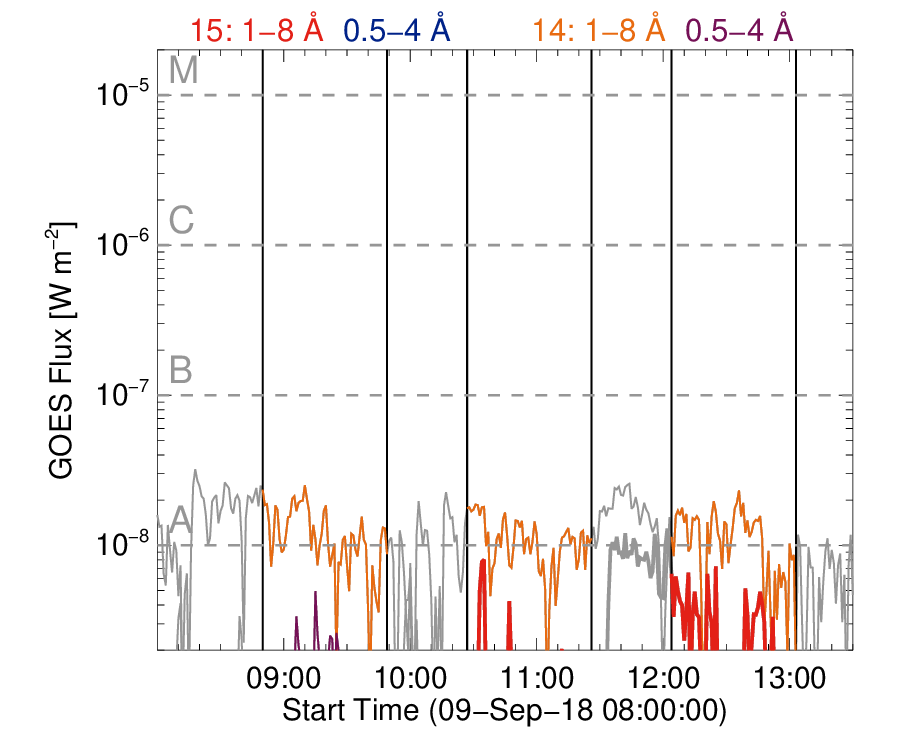 15: 1−8 Å 0.5−4 Å 14: 1−8 Å 0.5−4 Å
M
10−5
C
10−6
B
10−7
A
10−8
GOES Flux [W m−2]
09:00 10:00 11:00 12:00 13:00
Start Time (09−Sep−18 08:00:00)